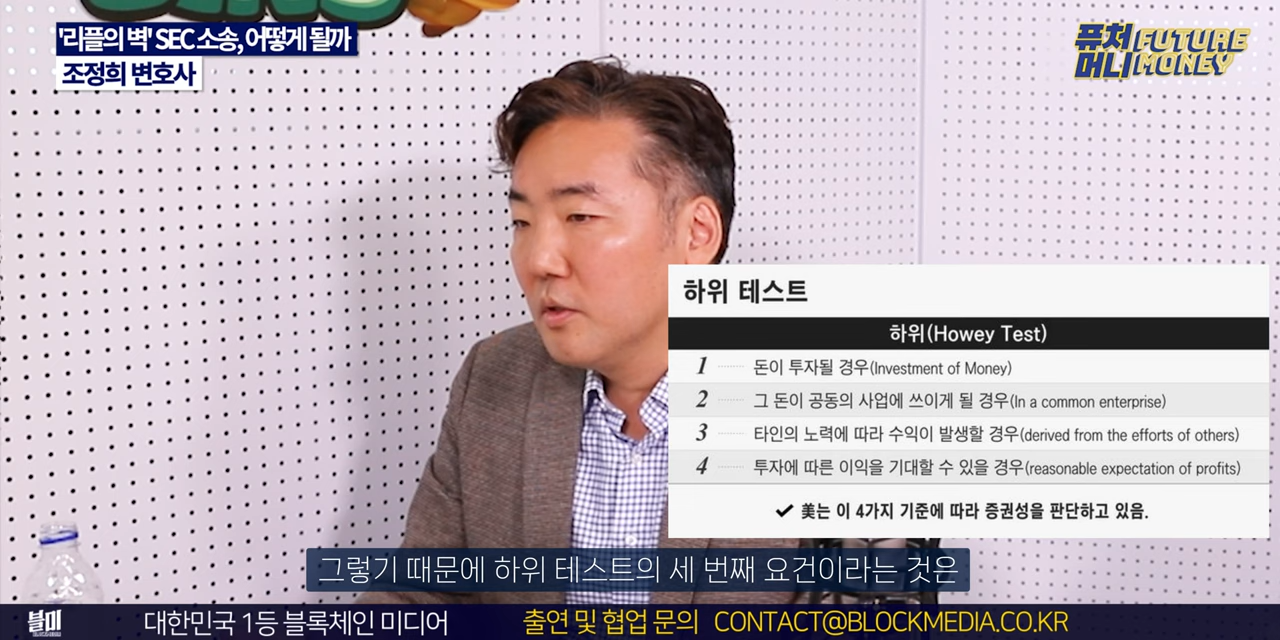 '리플의 벽' SEC 소송, 어떻게 될까
조정희 변호사
퓨처 FUTURE
머니 MONEY
하위 테스트
하위(Howey Test)
1 돈이 투자될 경우(Investment of Money)
2 그 돈이 공동의 사업에 쓰이게 될 경우(In a common enterprise)
3 타인의 노력에 따라 수익이 발생할 경우(derived from the efforts of others)
4 투자에 따른 이익을 기대할 수 있을 경우(reasonable expectation of profits)
✔ 美는 이 4가지 기준에 따라 증권성을 판단하고 있음.
그렇기 때문에 하위 테스트의 세 번째 요건이라는 것은
블미 대한민국 1등 블록체인 미디어 출연 및 협업 문의 CONTACT@BLOCKMEDIA.CO.KR